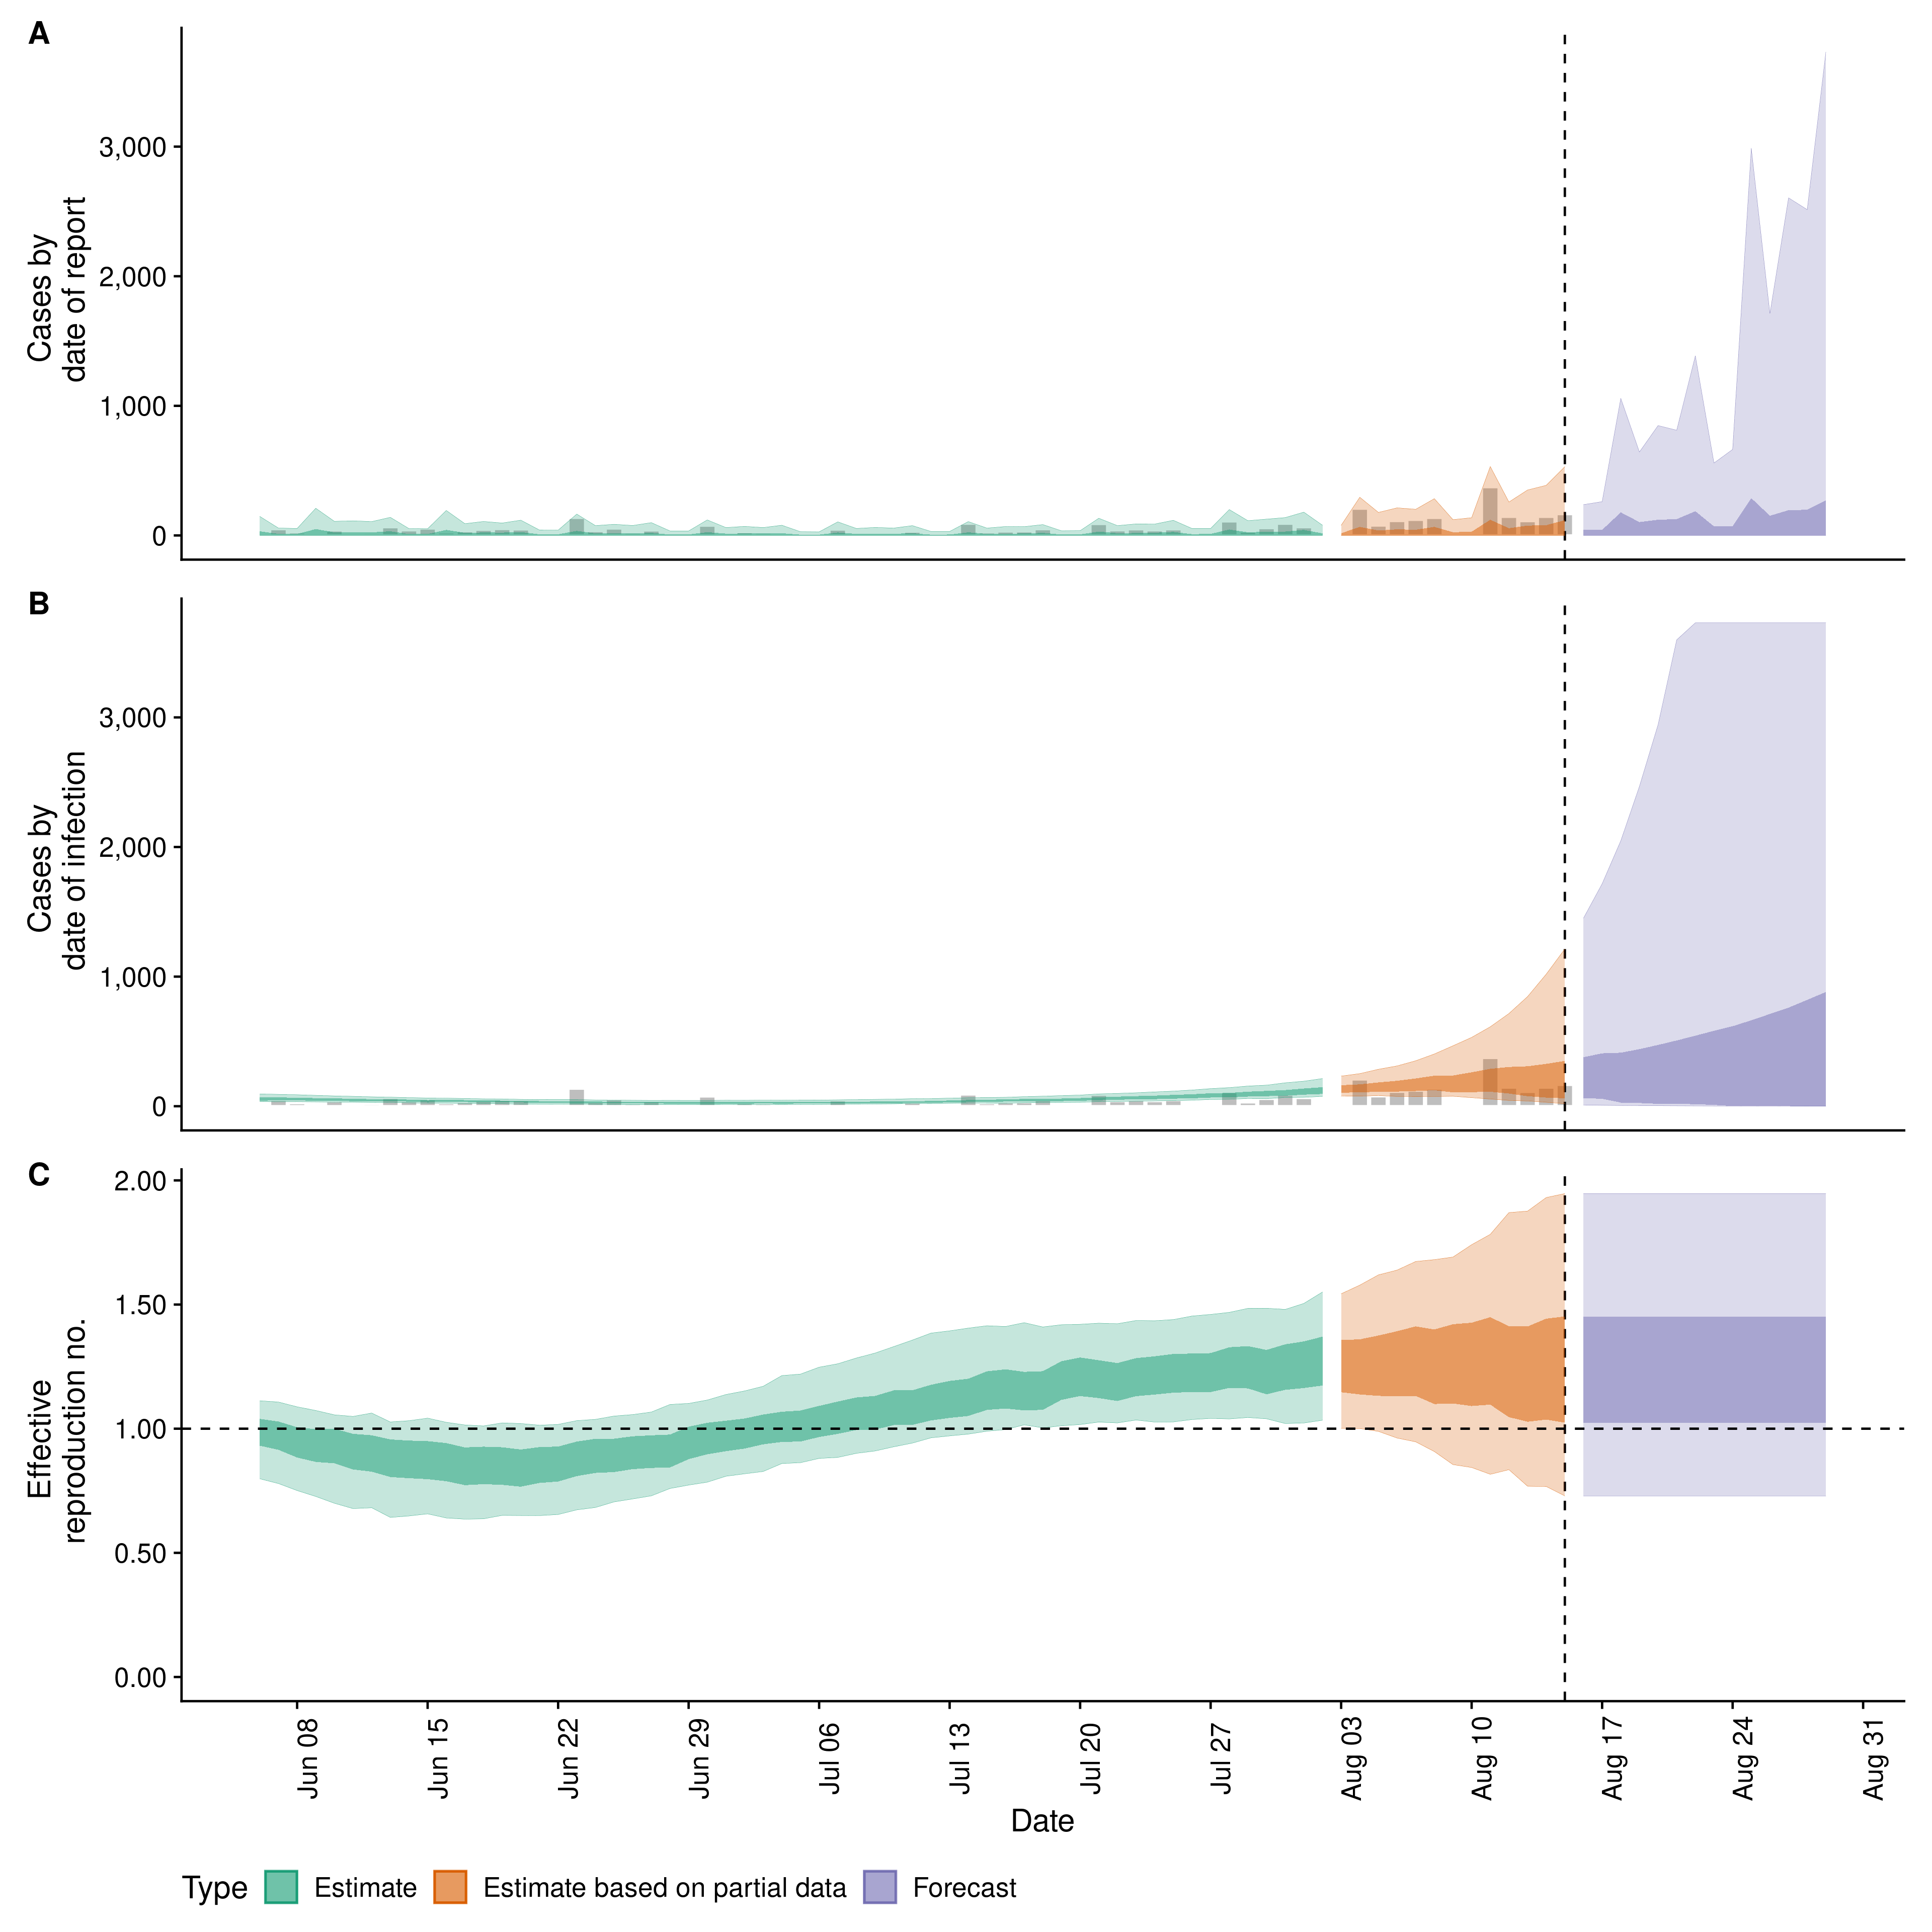 A
Cases by
date of report
3,000
2,000
1,000
0
B
Cases by
date of infection
3,000
2,000
1,000
0
C
Effective
reproduction no.
2.00
1.50
1.00
0.50
0.00
Jun 08
Jun 15
Jun 22
Jun 29
Jul 06
Jul 13
Jul 20
Jul 27
Aug 03
Aug 10
Aug 17
Aug 24
Aug 31
Date
Type Estimate Estimate based on partial data Forecast